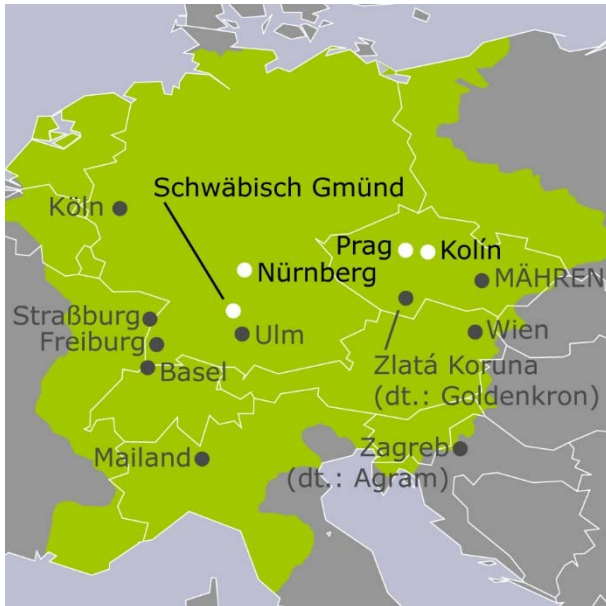 Schwäbisch Gmünd
Köln
Prag
Kolín
Nürnberg
MÄHREN
Straßburg
Ulm
Wien
Freiburg
Basel
Zlatá Koruna
(dt.: Goldenkron)
Mailand
Zagreb
(dt.: Agram)